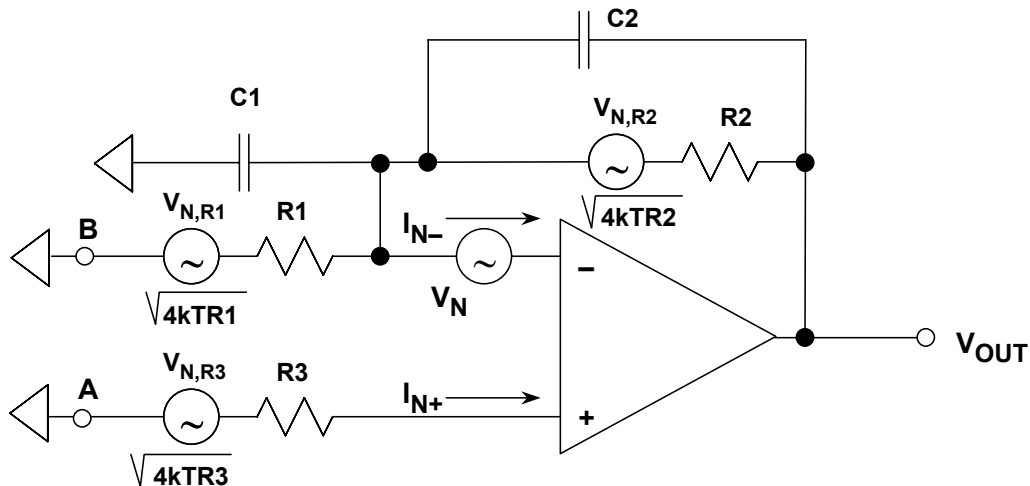 C2
C1
V_N,R2
R2
V_N,R1
B
R1
I_N–
√4kTR2
–
V_N
√4kTR1
V_OUT
V_N,R3
A
R3
I_N+
+
√4kTR3